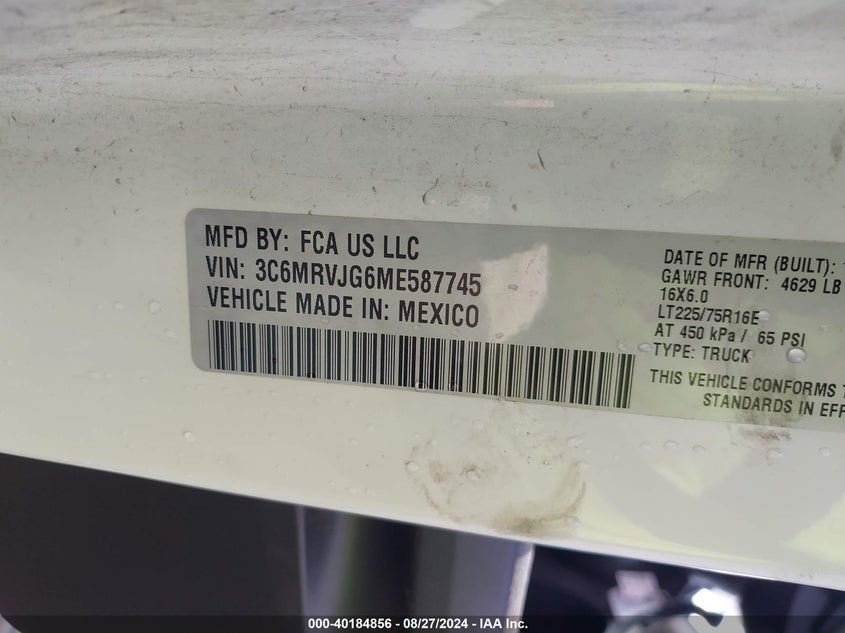 MFD BY: FCA US LLC
VIN: 3C6MRVJG6ME587745
VEHICLE MADE IN: MEXICO
DATE OF MFR (BUILT):
GAWR FRONT: 4629 LB
16X6.0
LT225/75R16E
AT 450 kPa / 65 PSI
TYPE: TRUCK
THIS VEHICLE CONFORMS
STANDARDS IN
000-40184856 - 08/27/2024 - IAA Inc.